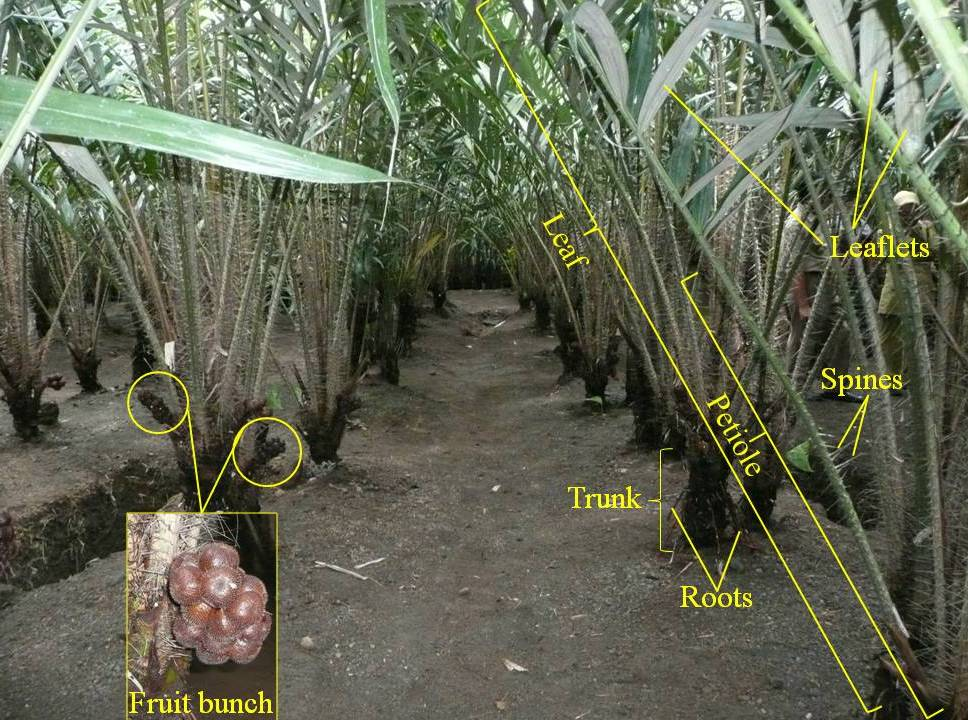 Leaf
Leaflets
Spines
Petiole
Trunk
Roots
Fruit bunch